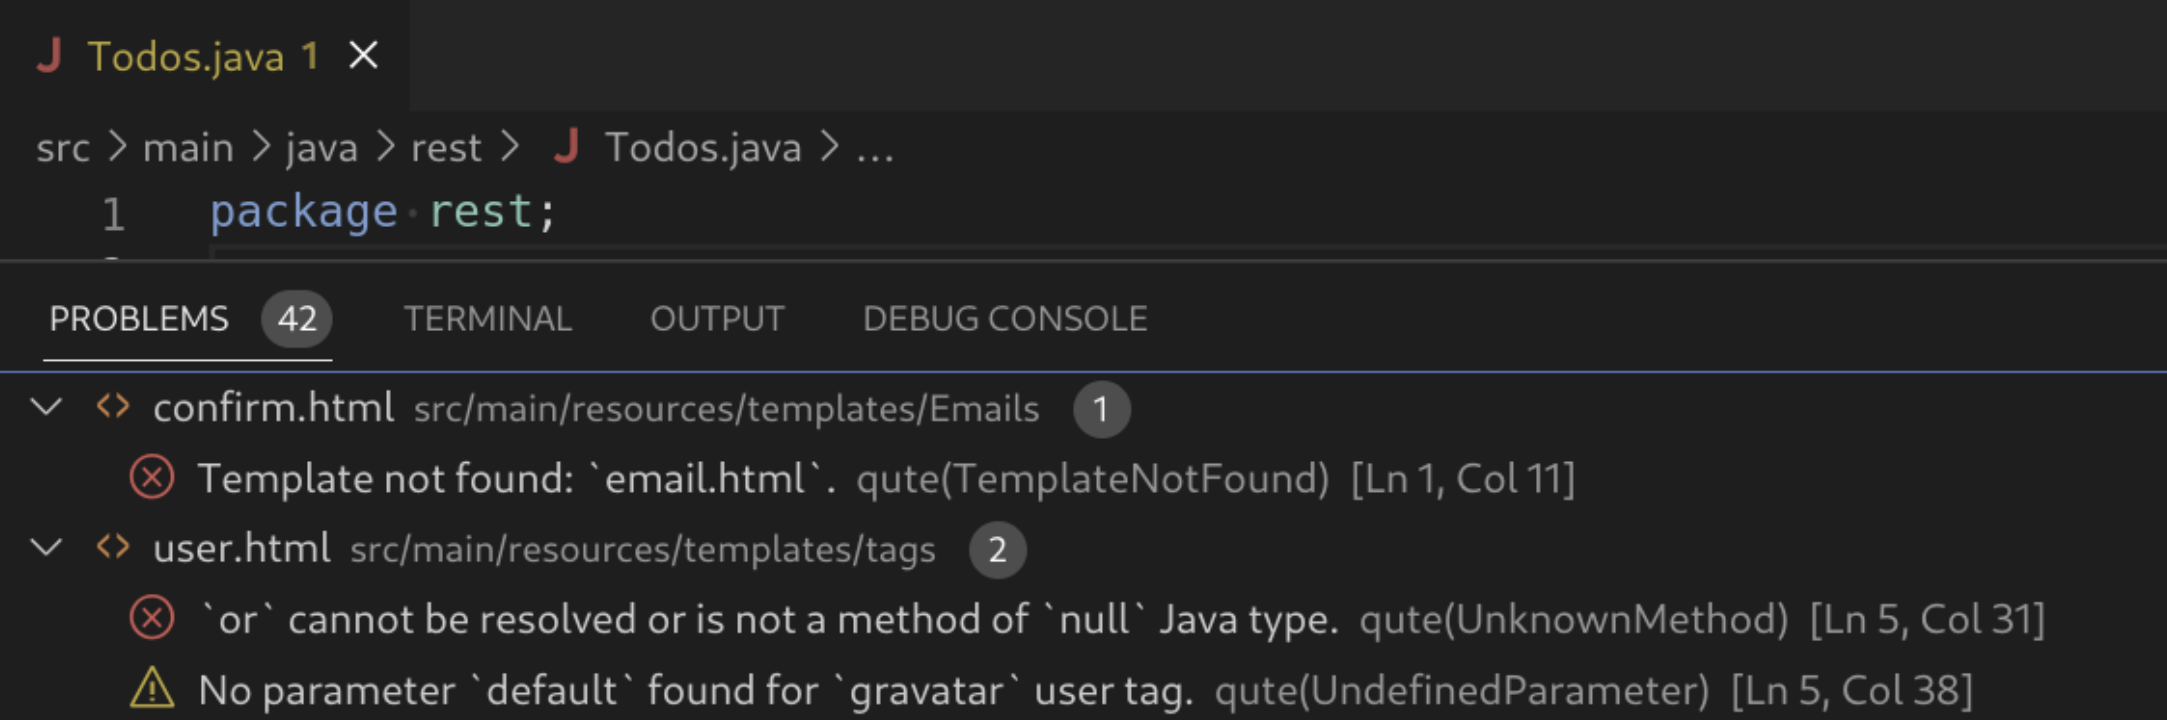 Todos.java 1
src > main > java > rest > Todos.java > ...
1 package rest;
PROBLEMS 42 TERMINAL OUTPUT DEBUG CONSOLE
confirm.html src/main/resources/templates/Emails 1
Template not found: `email.html`. qute(TemplateNotFound) [Ln 1, Col 11]
user.html src/main/resources/templates/tags 2
`or` cannot be resolved or is not a method of `null` Java type. qute(UnknownMethod) [Ln 5, Col 31]
No parameter `default` found for `gravatar` user tag. qute(UndefinedParameter) [Ln 5, Col 38]